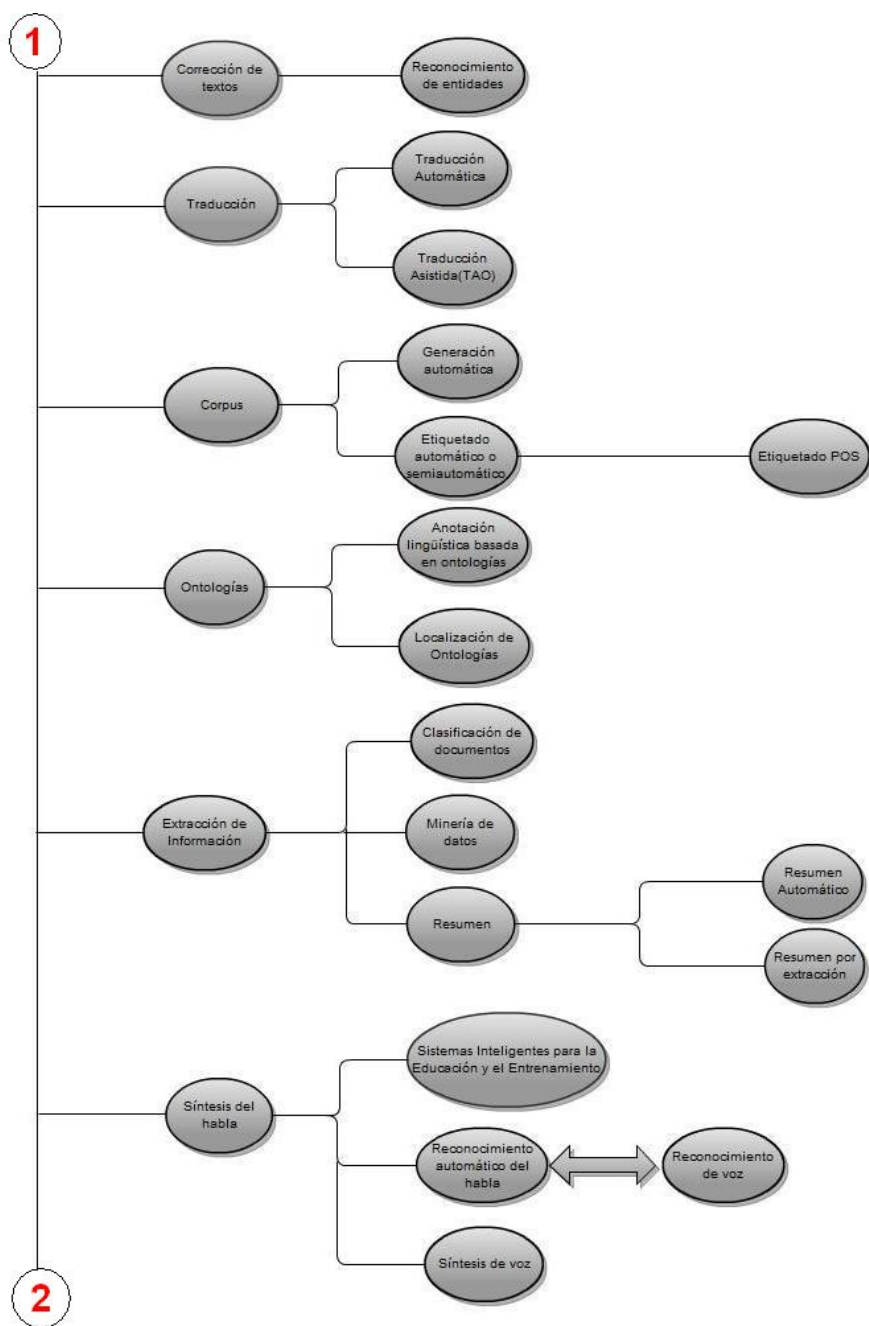 1
Corrección de
textos
Reconocimiento
de entidades
Traducción
Traducción
Automática
Traducción
Asistida(TAO)
Corpus
Generación
automática
Etiquetado
automático o
semiautomático
Etiquetado POS
Ontologías
Anotación
lingüística basada
en ontologías
Localización de
Ontologías
Extracción de
Información
Clasificación de
documentos
Minería de
datos
Resumen
Resumen
Automático
Resumen por
extracción
Síntesis del
habla
Sistemas Inteligentes para la
Educación y el Entrenamiento
Reconocimiento
automático del
habla
Reconocimiento
de voz
Síntesis de voz
2